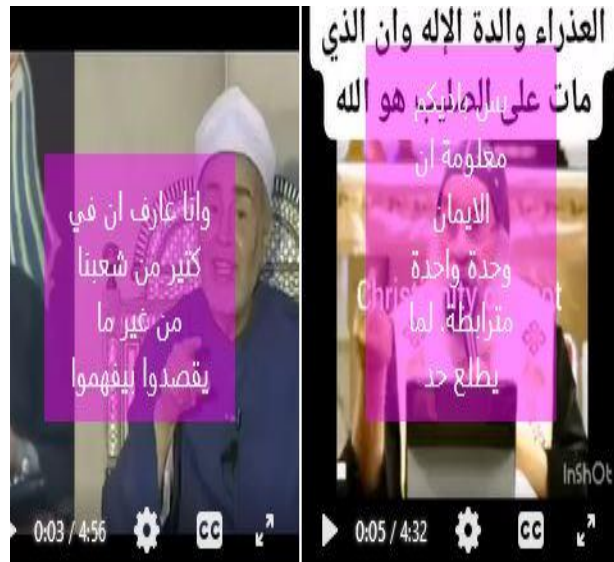 وانا عارف ان في
كتير من شعبنا
من غير ما
يقصدوا بيفهموا
0:03 / 4:56
CC
العذراء والدة الإله وان الذي
مات على الصليب هو الله
بس باديكم
معلومة ان
الايمان
وحدة واحدة
مترابطة. لما
يطلع حد
InShOt
0:05 / 4:32
CC